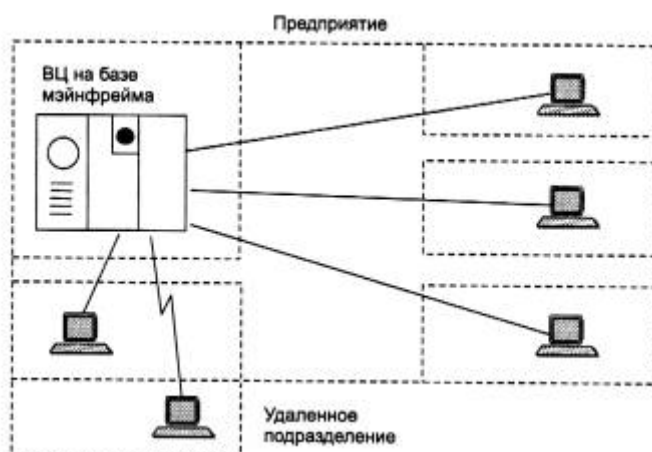 Предприятие
ВЦ на базе
мэйнфрейма
Удаленное
подразделение